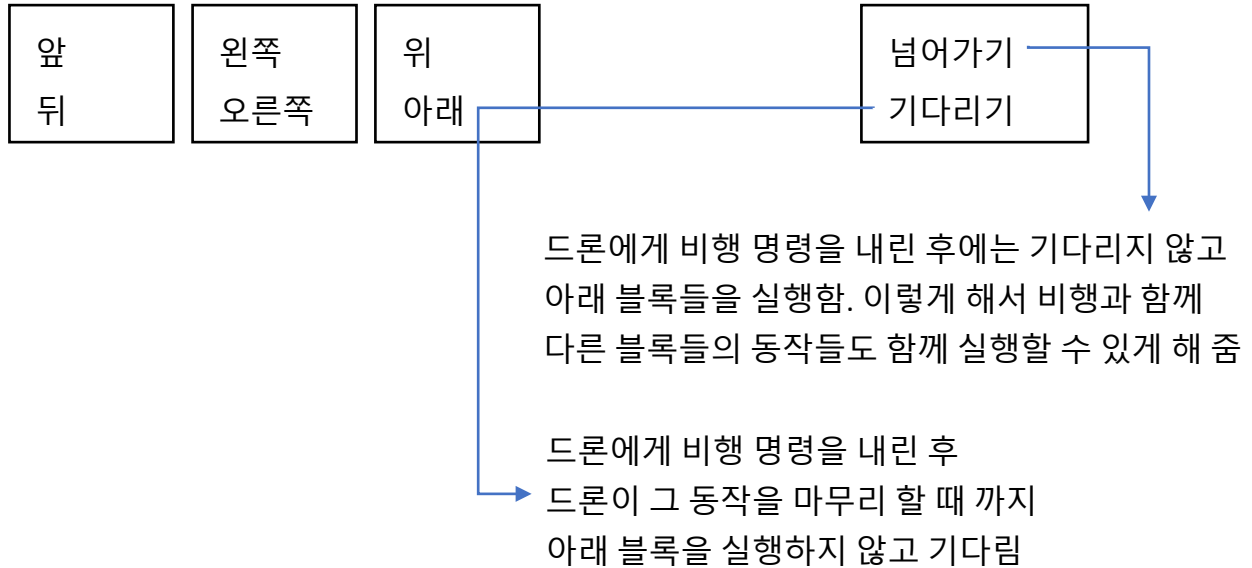 앞
뒤
왼쪽
오른쪽
위
아래
넘어가기
기다리기
드론에게 비행 명령을 내린 후에는 기다리지 않고
아래 블록들을 실행함. 이렇게 해서 비행과 함께
다른 블록들의 동작들도 함께 실행할 수 있게 해 줌
드론에게 비행 명령을 내린 후
드론이 그 동작을 마무리 할 때 까지
아래 블록을 실행하지 않고 기다림